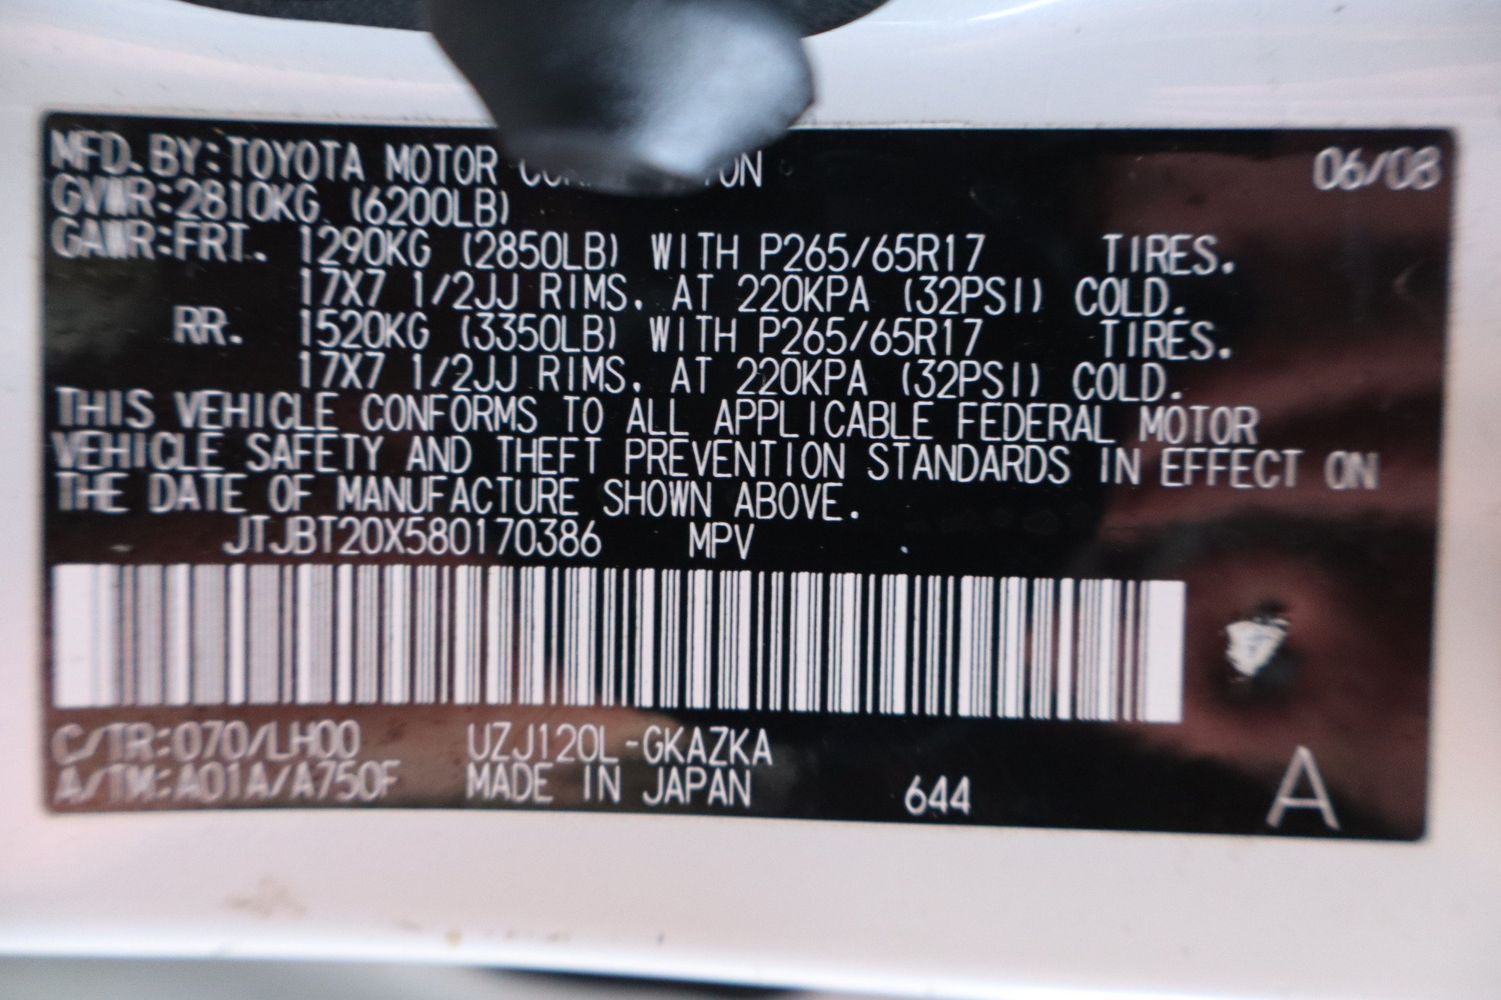 MFD. BY:TOYOTA MOTOR 06/08
GVWR:2810KG (6200LB)
GAWR:FRT. 1290KG (2850LB) WITH P265/65R17 TIRES.
17X7 1/2JJ RIMS. AT 220KPA (32PSI) COLD.
RR. 1520KG (3350LB) WITH P265/65R17 TIRES.
17X7 1/2JJ RIMS. AT 220KPA (32PSI) COLD.
THIS VEHICLE CONFORMS TO ALL APPLICABLE FEDERAL MOTOR
VEHICLE SAFETY AND THEFT PREVENTION STANDARDS IN EFFECT ON
THE DATE OF MANUFACTURE SHOWN ABOVE.
JTJBT20X580170386 MPV
C/TR:070/LH00 UZJ120L-GKAZKA
A/TM:A01A/A750F MADE IN JAPAN 644 A